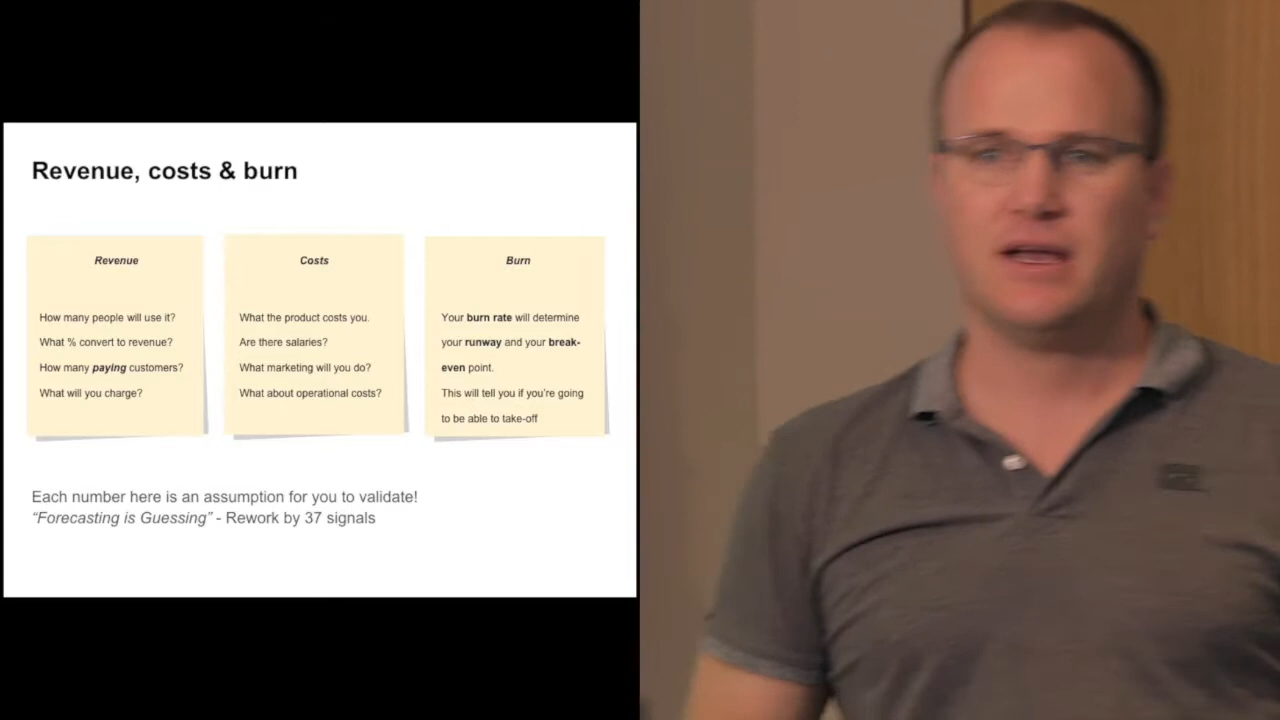 Revenue, costs & burn
Revenue
How many people will use it?
What % convert to revenue?
How many paying customers?
What will you charge?
Costs
What the product costs you.
Are there salaries?
What marketing will you do?
What about operational costs?
Burn
Your burn rate will determine
your runway and your break-
even point.
This will tell you if you're going
to be able to take-off
Each number here is an assumption for you to validate!
“Forecasting is Guessing” - Rework by 37 signals